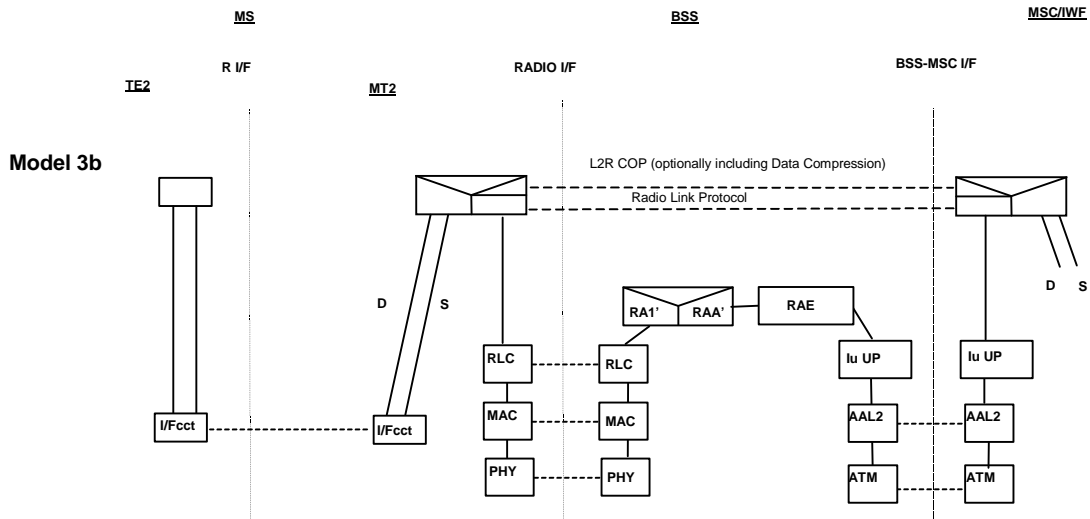 MS BSS MSC/IWF
R I/F RADIO I/F BSS-MSC I/F
TE2 MT2
Model 3b
L2R COP (optionally including Data Compression)
Radio Link Protocol
D S
D S
RA1' RAA' RAE
RLC RLC Iu UP Iu UP
MAC MAC AAL2 AAL2
I/Fcct I/Fcct
PHY PHY ATM ATM